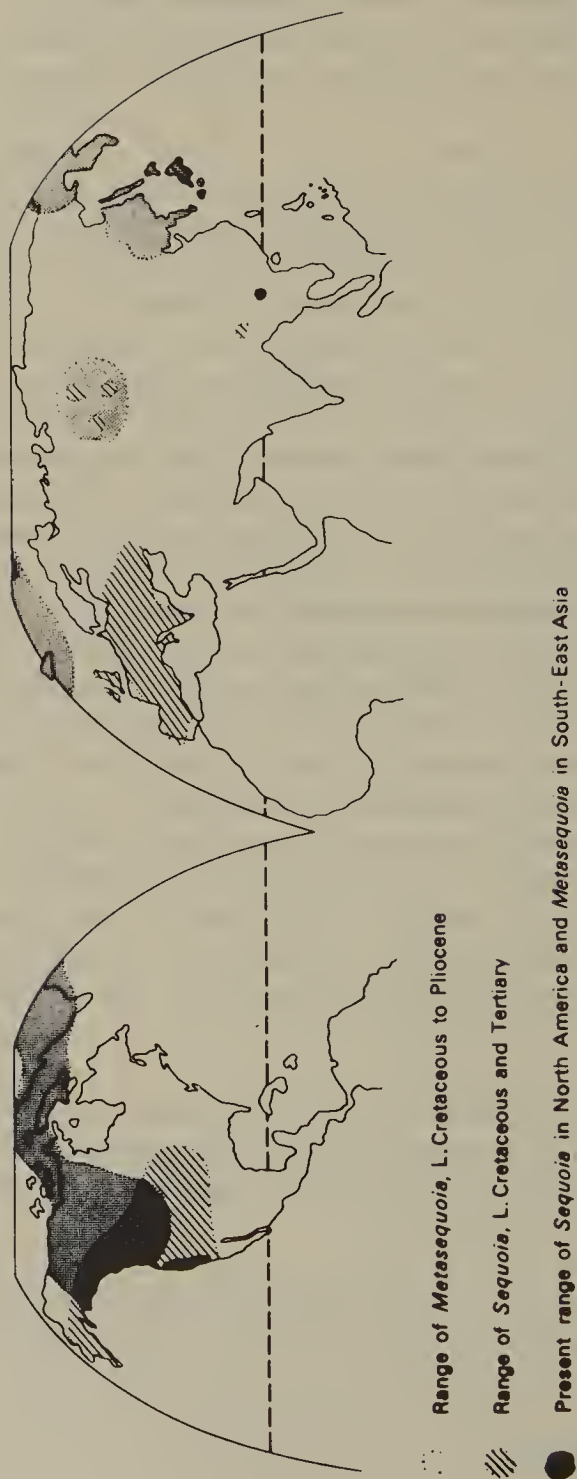 Range of Metasequoia, L.Cretaceous to Pliocene
Range of Sequoia, L.Cretaceous and Tertiary
Present range of Sequoia in North America and Metasequoia in South-East Asia